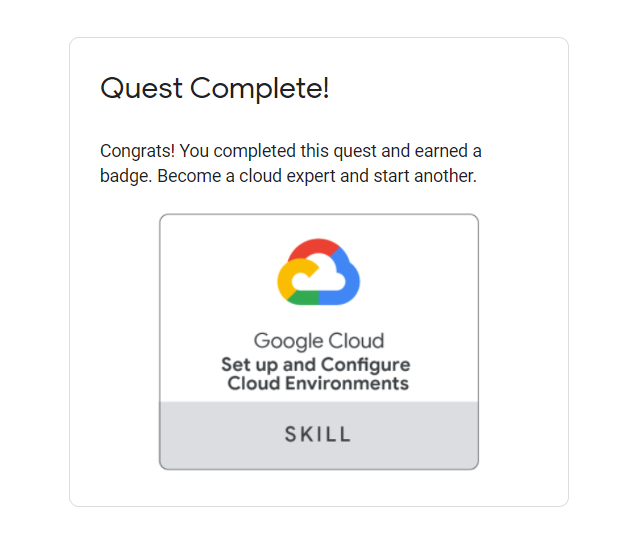 Quest Complete!
Congrats! You completed this quest and earned a
badge. Become a cloud expert and start another.
Google Cloud
Set up and Configure
Cloud Environments
SKILL